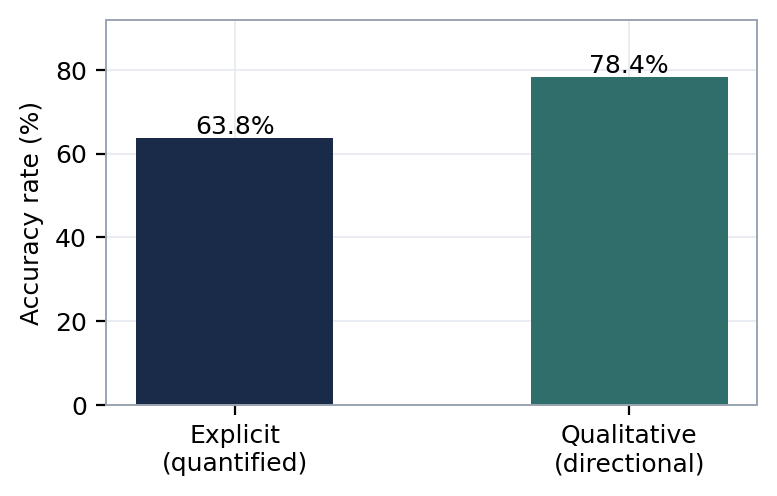 Accuracy rate (%)
80
60
40
20
0
63.8%
78.4%
Explicit
(quantified)
Qualitative
(directional)